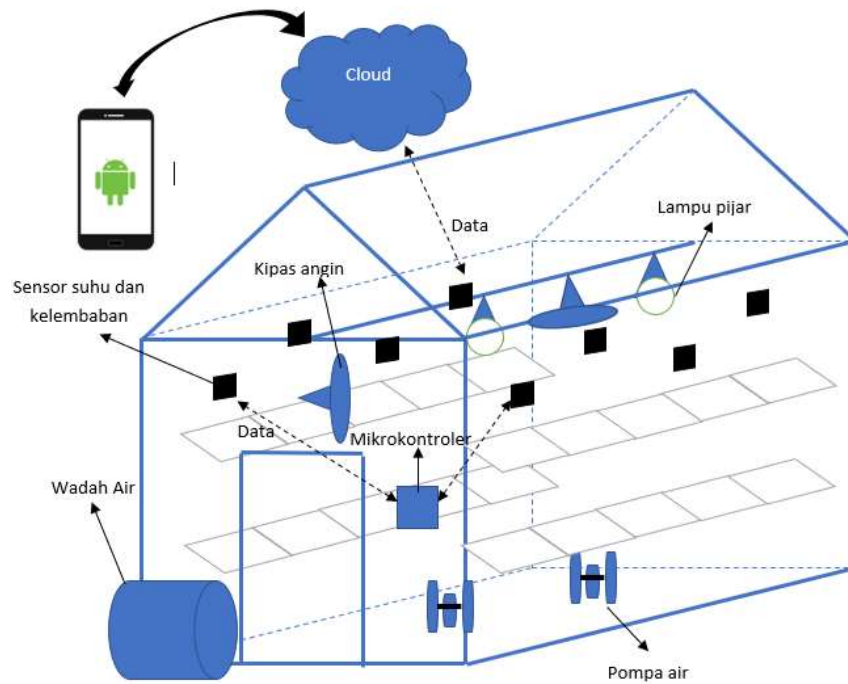 Cloud
Data
Lampu pijar
Kipas angin
Sensor suhu dan
kelembaban
Data
Mikrokontroler
Wadah Air
Pompa air